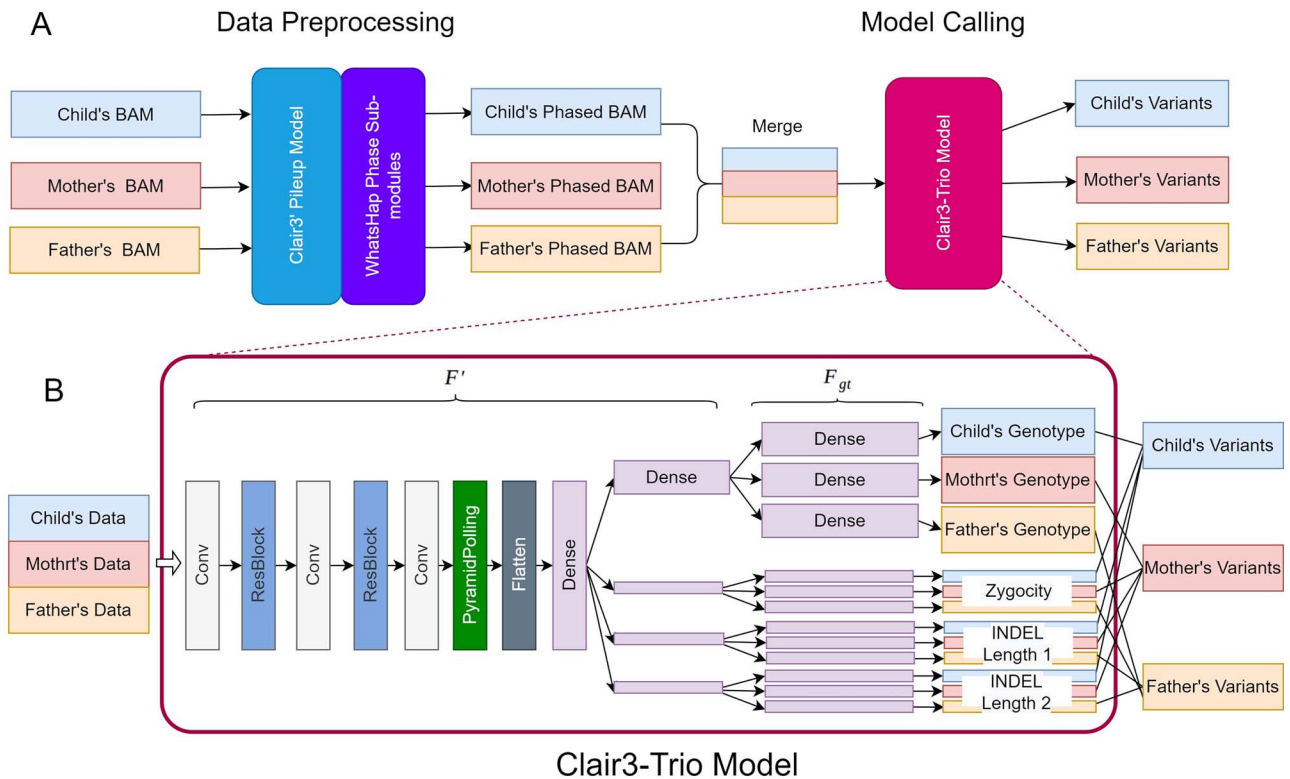 A
Data Preprocessing
Model Calling
Child's BAM
Mother's BAM
Father's BAM
Clair3' Pileup Model
WhatsHap Phase Sub-
modules
Child's Phased BAM
Mother's Phased BAM
Father's Phased BAM
Merge
Clair3-Trio Model
Child's Variants
Mother's Variants
Father's Variants
B
F'
F gt
Child's Data
Mothrt's Data
Father's Data
Conv
ResBlock
Conv
ResBlock
Conv
PyramidPolling
Flatten
Dense
Dense
Dense
Dense
Dense
Child's Genotype
Mothrt's Genotype
Father's Genotype
Zygocity
INDEL
Length 1
INDEL
Length 2
Child's Variants
Mother's Variants
Father's Variants
Clair3-Trio Model